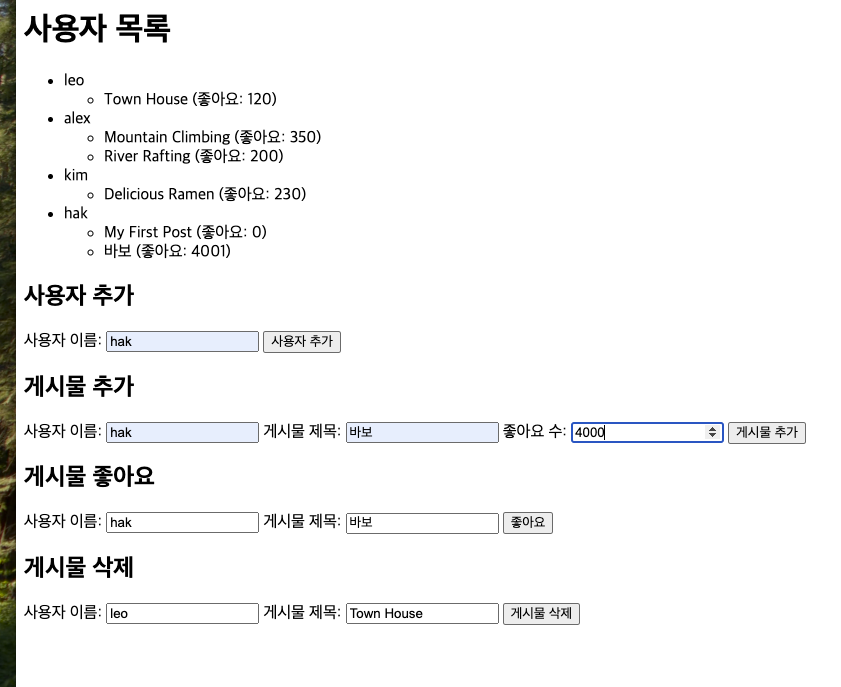 사용자 목록
leo
Town House (좋아요: 120)
alex
Mountain Climbing (좋아요: 350)
River Rafting (좋아요: 200)
kim
Delicious Ramen (좋아요: 230)
hak
My First Post (좋아요: 0)
바보 (좋아요: 4001)
사용자 추가
사용자 이름: hak 사용자 추가
게시물 추가
사용자 이름: hak 게시물 제목: 바보 좋아요 수: 4000 게시물 추가
게시물 좋아요
사용자 이름: hak 게시물 제목: 바보 좋아요
게시물 삭제
사용자 이름: leo 게시물 제목: Town House 게시물 삭제